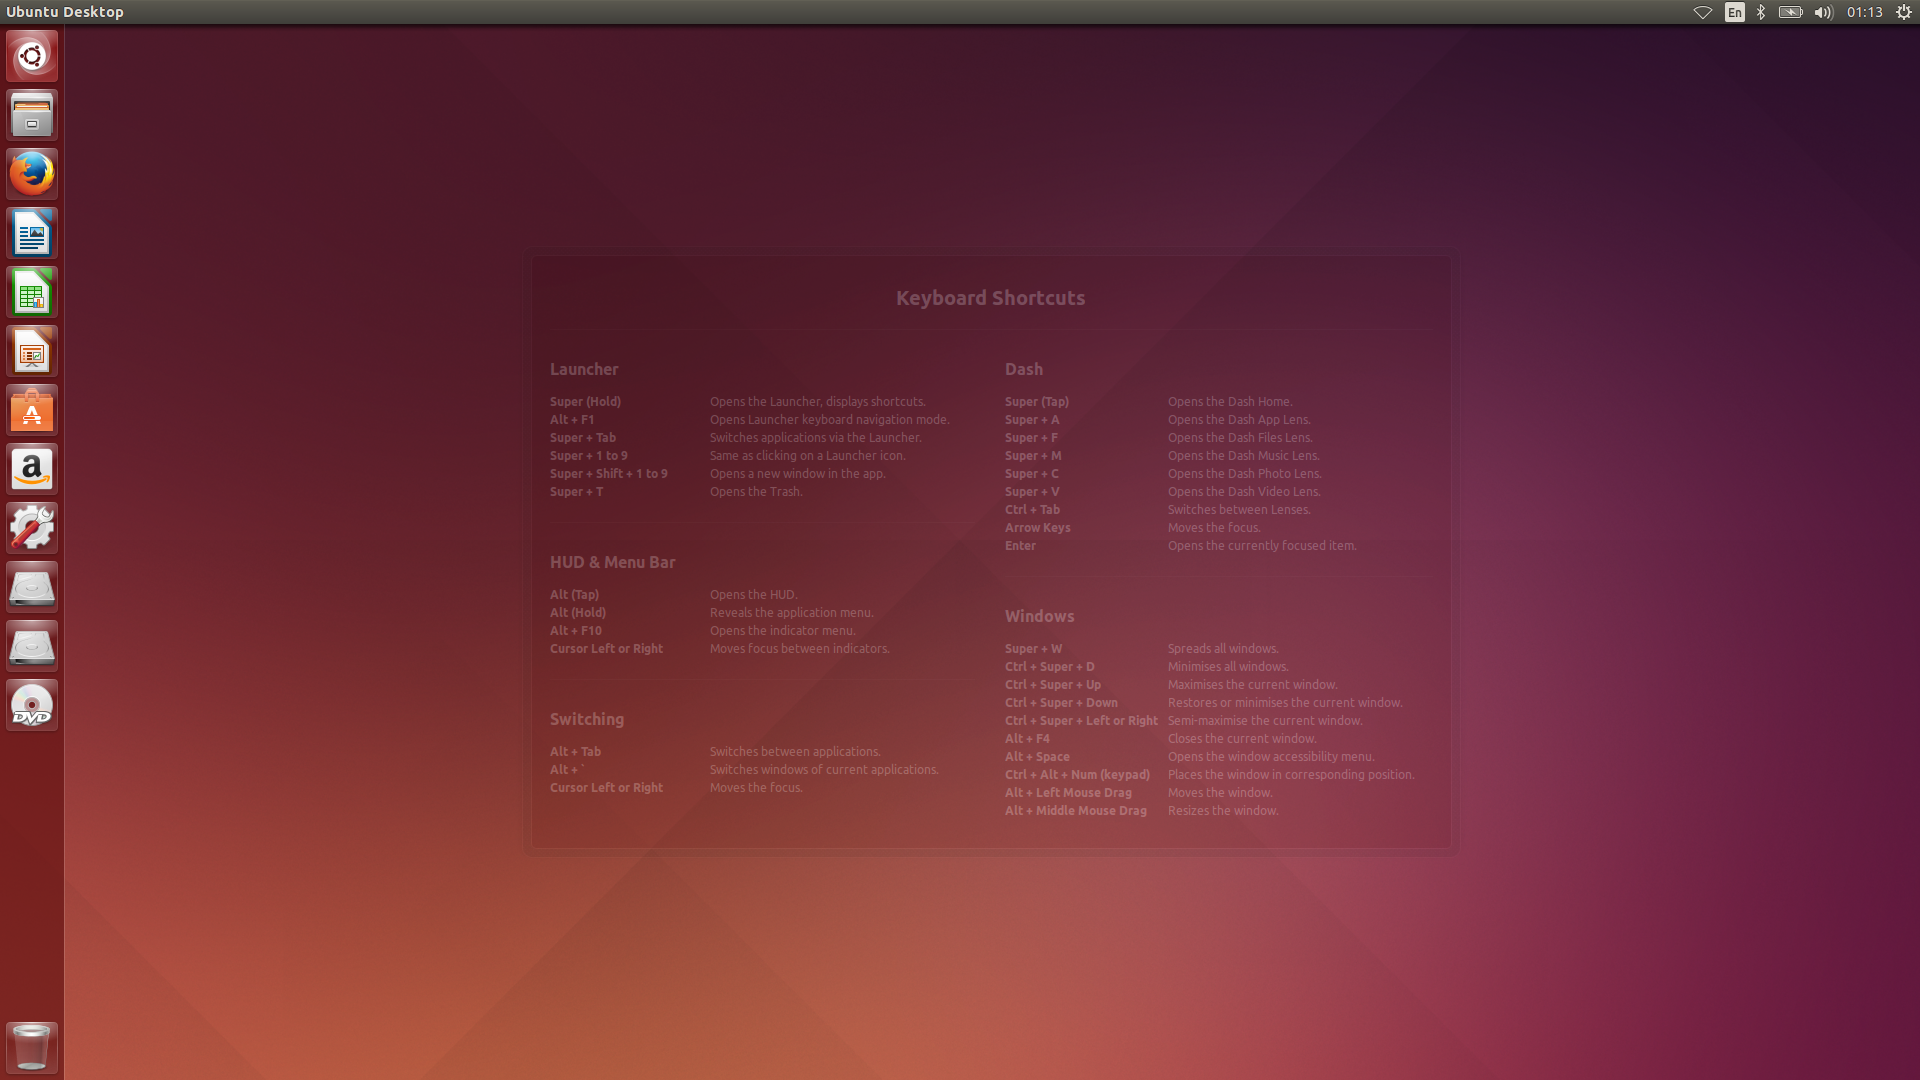 Ubuntu Desktop
En
01:13
Keyboard Shortcuts
Launcher
Super (Hold) Opens the Launcher, displays shortcuts.
Alt + F1 Opens Launcher keyboard navigation mode.
Super + Tab Switches applications via the Launcher.
Super + 1 to 9 Same as clicking on a Launcher icon.
Super + Shift + 1 to 9 Opens a new window in the app.
Super + T Opens the Trash.
HUD & Menu Bar
Alt (Tap) Opens the HUD.
Alt (Hold) Reveals the application menu.
Alt + F10 Opens the indicator menu.
Cursor Left or Right Moves focus between indicators.
Switching
Alt + Tab Switches between applications.
Alt + ` Switches windows of current applications.
Cursor Left or Right Moves the focus.
Dash
Super (Tap) Opens the Dash Home.
Super + A Opens the Dash App Lens.
Super + F Opens the Dash Files Lens.
Super + M Opens the Dash Music Lens.
Super + C Opens the Dash Photo Lens.
Super + V Opens the Dash Video Lens.
Ctrl + Tab Switches between Lenses.
Arrow Keys Moves the focus.
Enter Opens the currently focused item.
Windows
Super + W Spreads all windows.
Ctrl + Super + D Minimises all windows.
Ctrl + Super + Up Maximises the current window.
Ctrl + Super + Down Restores or minimises the current window.
Ctrl + Super + Left or Right Semi-maximise the current window.
Alt + F4 Closes the current window.
Alt + Space Opens the window accessibility menu.
Ctrl + Alt + Num (keypad) Places the window in corresponding position.
Alt + Left Mouse Drag Moves the window.
Alt + Middle Mouse Drag Resizes the window.
A
a
DVD